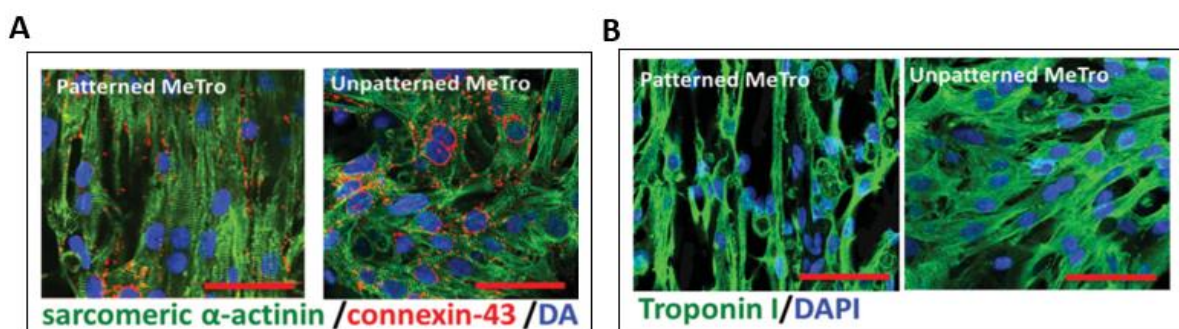 A
B
Patterned MeTro
Unpatterned MeTro
sarcomeric α-actinin /connexin-43 /DA
Patterned MeTro
Unpatterned MeTro
Troponin I/DAPI